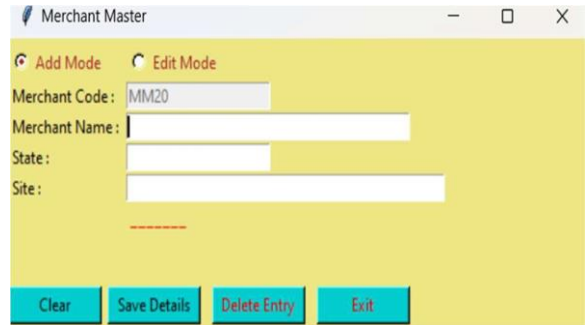 Merchant Master
Add Mode Edit Mode
Merchant Code : MM20
Merchant Name :
State :
Site :
-------
Clear Save Details Delete Entry Exit